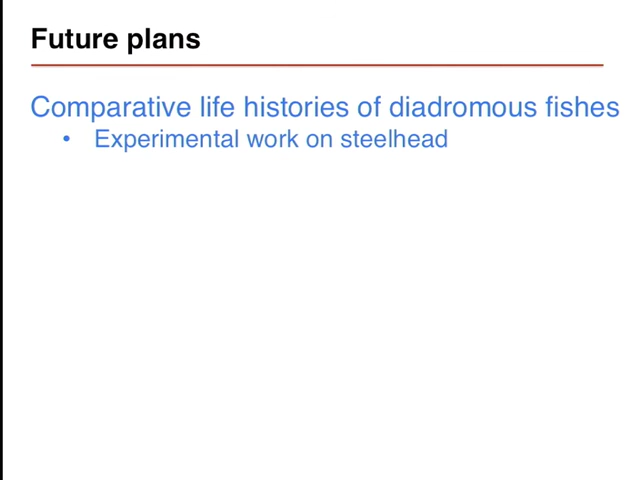 Future plans
Comparative life histories of diadromous fishes
• Experimental work on steelhead